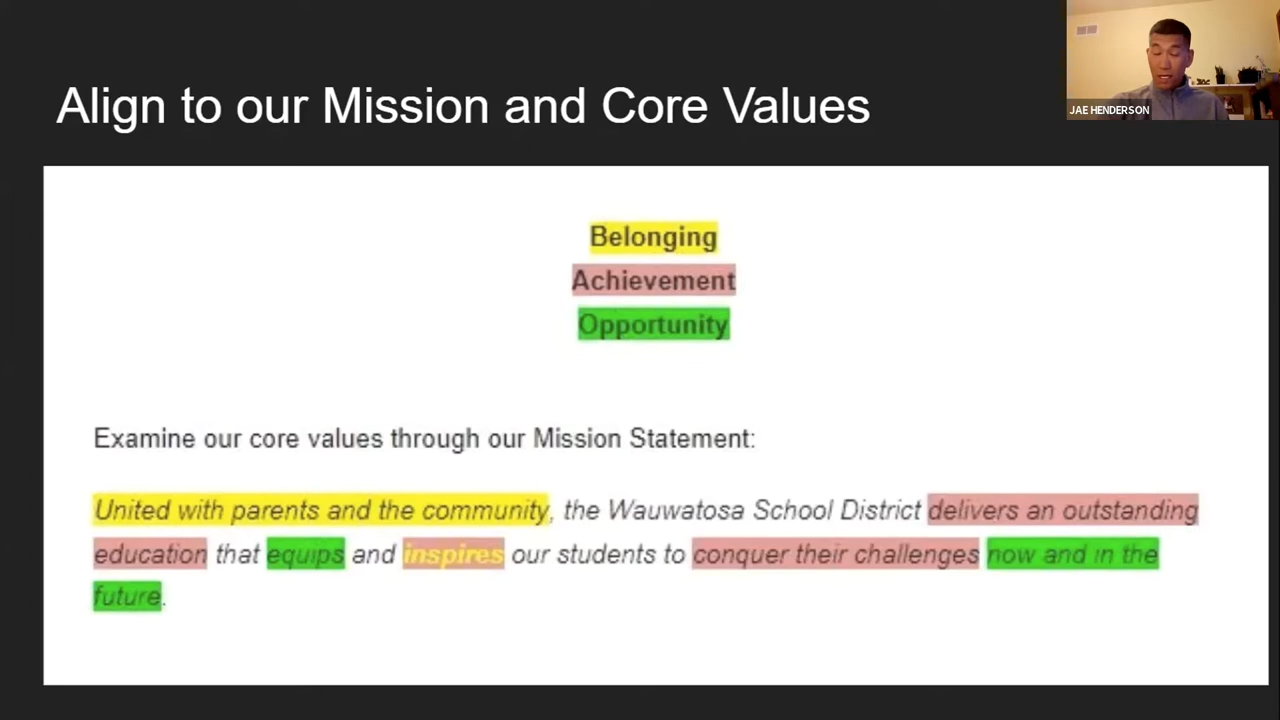 JAE HENDERSON
Align to our Mission and Core Values
Belonging
Achievement
Opportunity
Examine our core values through our Mission Statement:
United with parents and the community, the Wauwatosa School District delivers an outstanding
education that equips and inspires our students to conquer their challenges now and in the
future.